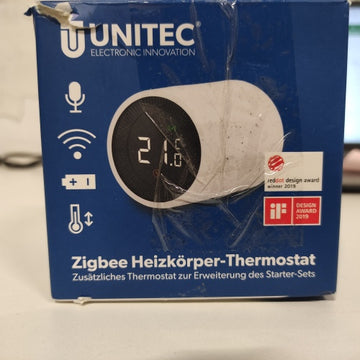 UNITEC
ELECTRONIC INNOVATION
21.6
reddot design award
winner 2019
iF
DESIGN
AWARD
2019
Zigbee Heizkörper-Thermostat
Zusätzliches Thermostat zur Erweiterung des Starter-Sets